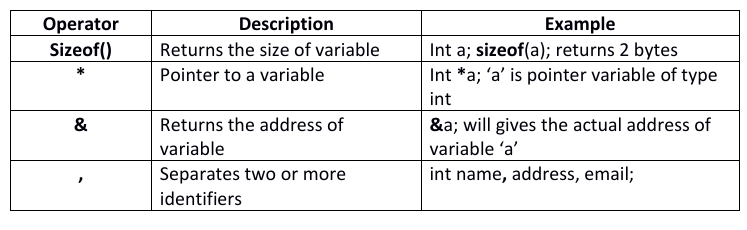 Operator Description Example
Sizeof() Returns the size of variable Int a; sizeof(a); returns 2 bytes
* Pointer to a variable Int *a; ‘a’ is pointer variable of type
int
& Returns the address of &a; will gives the actual address of
variable variable ‘a’
, Separates two or more int name, address, email;
identifiers